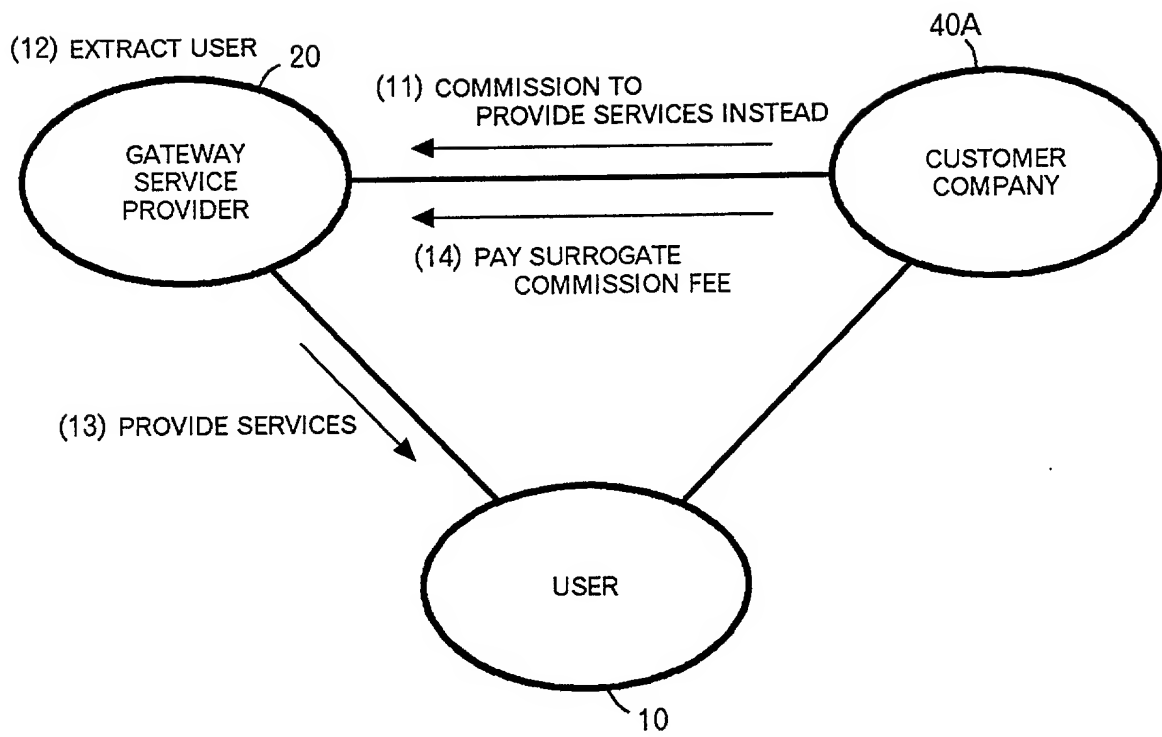 (12) EXTRACT USER
20
40A
(11) COMMISSION TO
PROVIDE SERVICES INSTEAD
GATEWAY
SERVICE
PROVIDER
CUSTOMER
COMPANY
(14) PAY SURROGATE
COMMISSION FEE
(13) PROVIDE SERVICES
USER
10